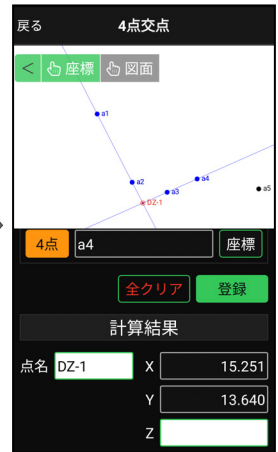 戻る 4点交点
< 座標 図面
a1
a2
a3
a4
a5
DZ-1
4点 a4 座標
全クリア 登録
計算結果
点名 DZ-1 X 15.251
Y 13.640
Z